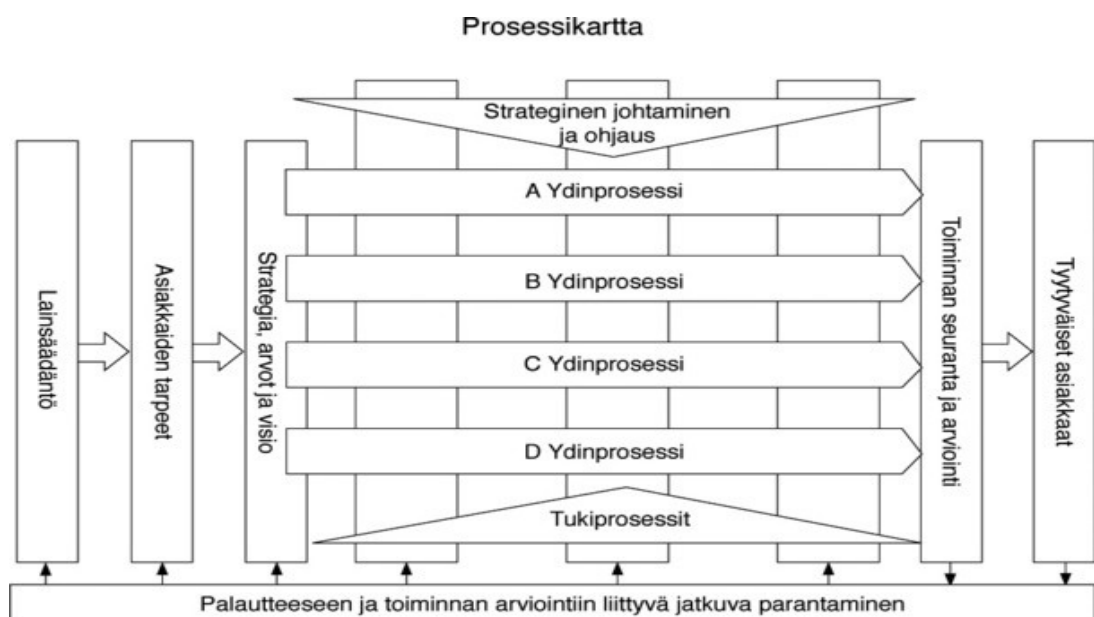 Prosessikartta
Strateginen johtaminen
ja ohjaus
Lainsäädäntö
Asiakkaiden tarpeet
Strategia, arvot ja visio
A Ydinprosessi
B Ydinprosessi
C Ydinprosessi
D Ydinprosessi
Tukiprosessit
Toiminnan seuranta ja arviointi
Tyytyväiset asiakkaat
Palautteeseen ja toiminnan arviointiin liittyvä jatkuva parantaminen